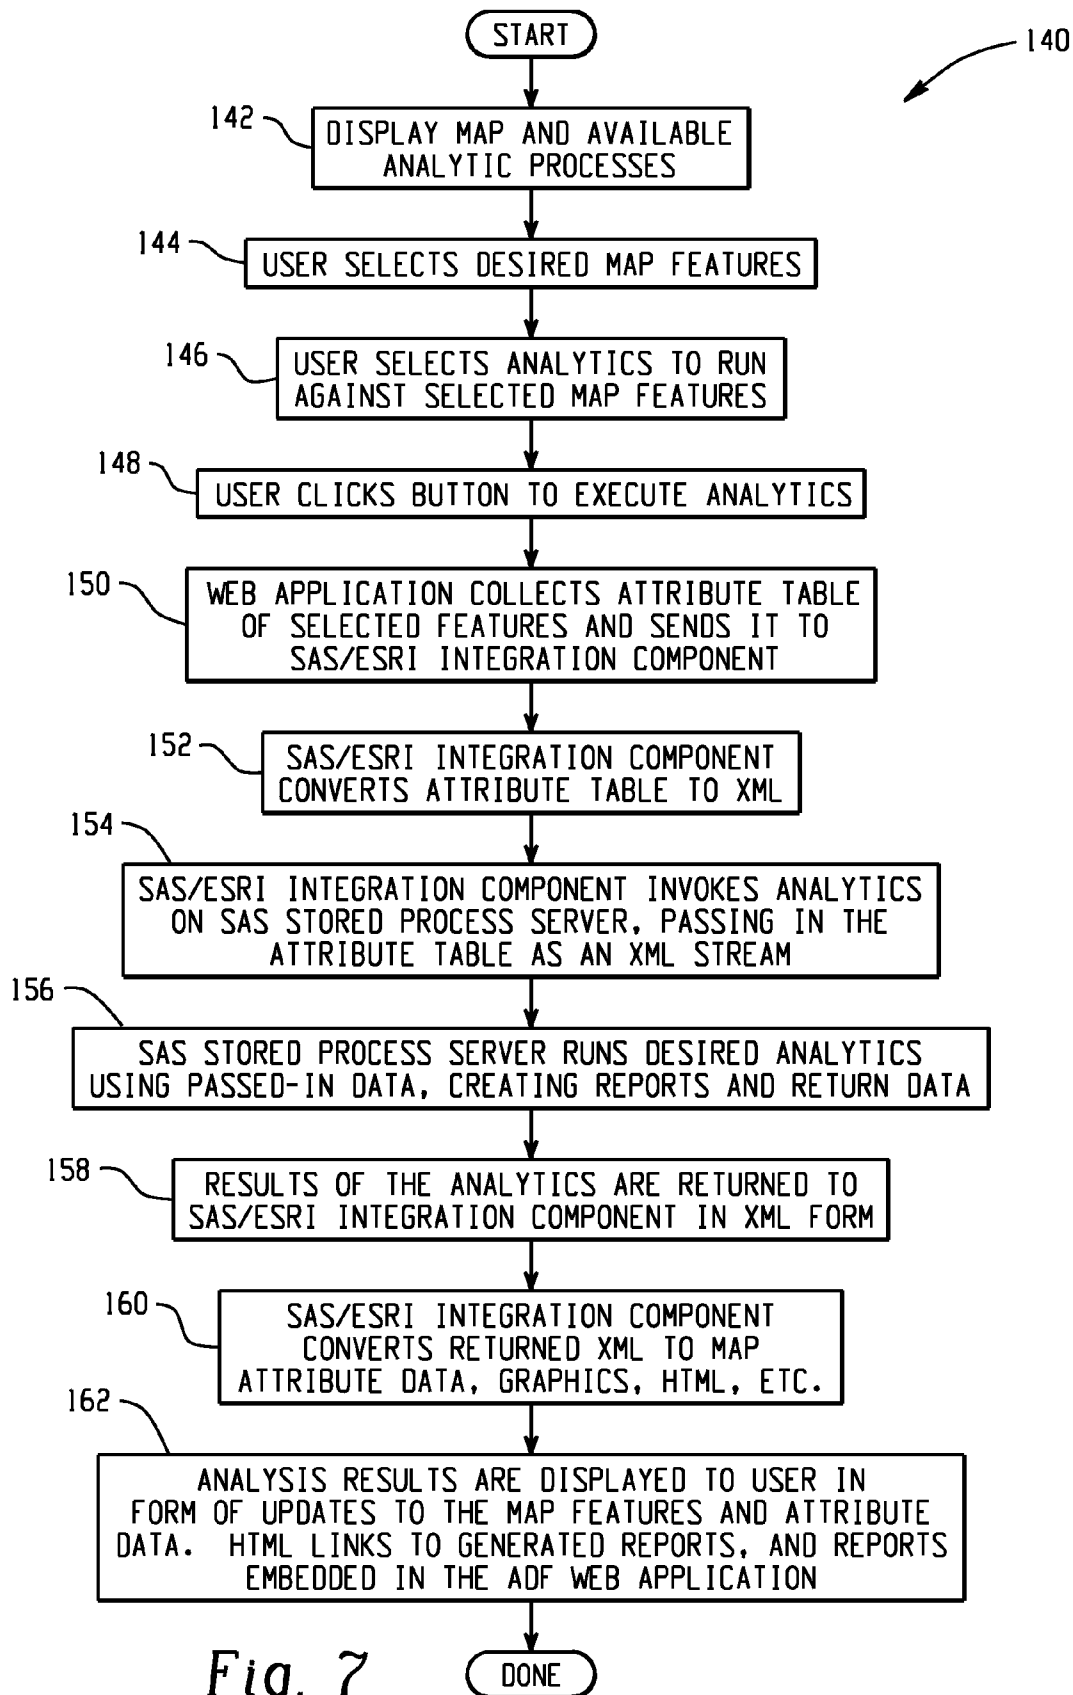 START
140
142
DISPLAY MAP AND AVAILABLE
ANALYTIC PROCESSES
144
USER SELECTS DESIRED MAP FEATURES
146
USER SELECTS ANALYTICS TO RUN
AGAINST SELECTED MAP FEATURES
148
USER CLICKS BUTTON TO EXECUTE ANALYTICS
150
WEB APPLICATION COLLECTS ATTRIBUTE TABLE
OF SELECTED FEATURES AND SENDS IT TO
SAS/ESRI INTEGRATION COMPONENT
152
SAS/ESRI INTEGRATION COMPONENT
CONVERTS ATTRIBUTE TABLE TO XML
154
SAS/ESRI INTEGRATION COMPONENT INVOKES ANALYTICS
ON SAS STORED PROCESS SERVER, PASSING IN THE
ATTRIBUTE TABLE AS AN XML STREAM
156
SAS STORED PROCESS SERVER RUNS DESIRED ANALYTICS
USING PASSED-IN DATA, CREATING REPORTS AND RETURN DATA
158
RESULTS OF THE ANALYTICS ARE RETURNED TO
SAS/ESRI INTEGRATION COMPONENT IN XML FORM
160
SAS/ESRI INTEGRATION COMPONENT
CONVERTS RETURNED XML TO MAP
ATTRIBUTE DATA, GRAPHICS, HTML, ETC.
162
ANALYSIS RESULTS ARE DISPLAYED TO USER IN
FORM OF UPDATES TO THE MAP FEATURES AND ATTRIBUTE
DATA. HTML LINKS TO GENERATED REPORTS, AND REPORTS
EMBEDDED IN THE ADF WEB APPLICATION
Fig. 7
DONE